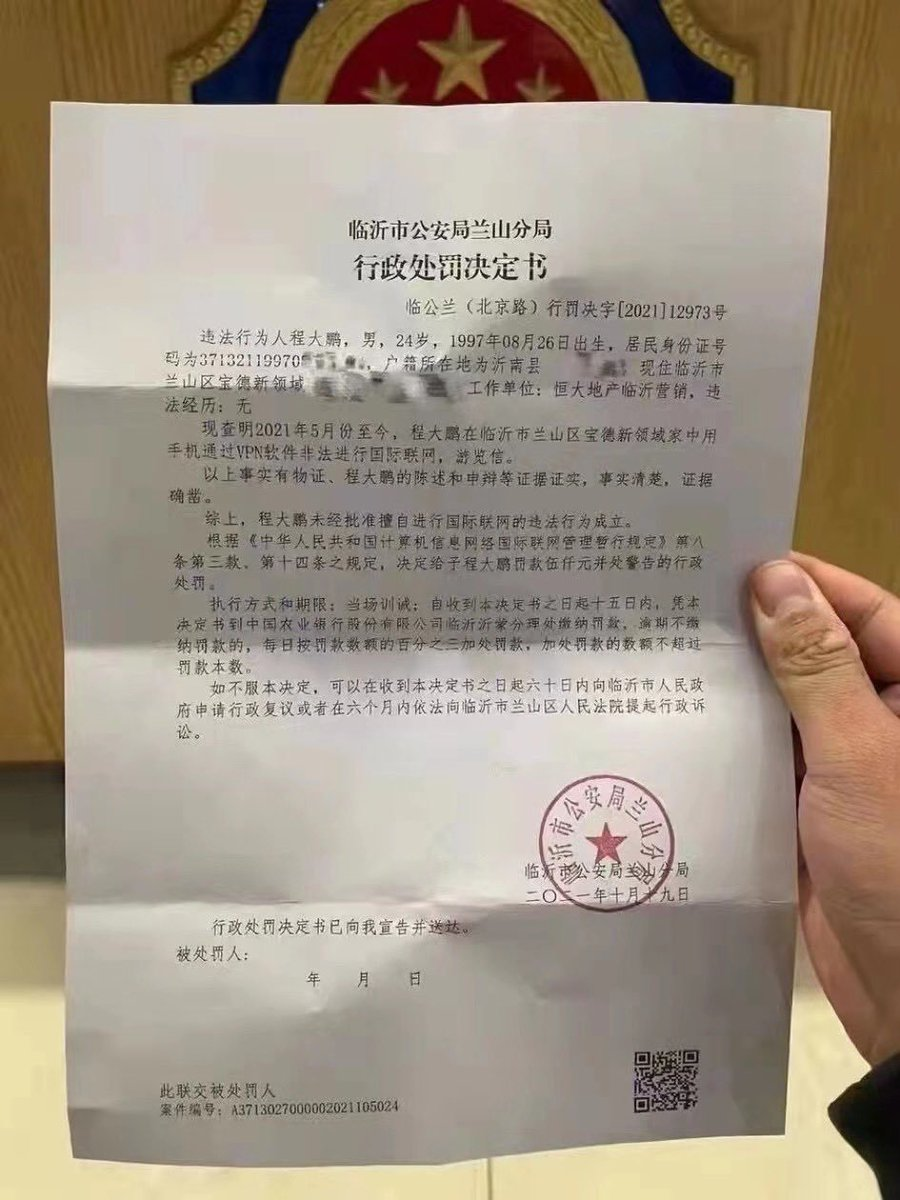 临沂市公安局兰山分局
行政处罚决定书
临公兰（北京路）行罚决字[2021]12973号
违法行为人程大鹏，男，24岁，1997年08月26日出生，居民身份证号
码为37132119970，户籍所在地为沂南县 现住临沂市
兰山区宝德新领域 工作单位：恒大地产临沂营销，违
法经历：无
现查明2021年5月份至今，程大鹏在临沂市兰山区宝德新领域家中用
手机通过VPN软件非法进行国际联网，游览信。
以上事实有物证、程大鹏的陈述和申辩等证据证实，事实清楚，证据
确凿。
综上，程大鹏未经批准擅自进行国际联网的违法行为成立。
根据《中华人民共和国计算机信息网络国际联网管理暂行规定》第八
条第三款、第十四条之规定，决定给予程大鹏罚款伍仟元并处警告的行政
处罚。
执行方式和期限：当场训诫；自收到本决定书之日起十五日内，凭本
决定书到中国农业银行股份有限公司临沂沂蒙分理处缴纳罚款，逾期不缴
纳罚款的，每日按罚款数额的百分之三加处罚款，加处罚款的数额不超过
罚款本数。
如不服本决定，可以在收到本决定书之日起六十日内向临沂市人民政
府申请行政复议或者在六个月内依法向临沂市兰山区人民法院提起行政诉
讼。
临沂市公安局兰山分局
临沂市公安局兰山分局
二〇二一年十月十九日
行政处罚决定书已向我宣告并送达。
被处罚人：
年 月 日
此联交被处罚人
案件编号：A3713027000002021105024